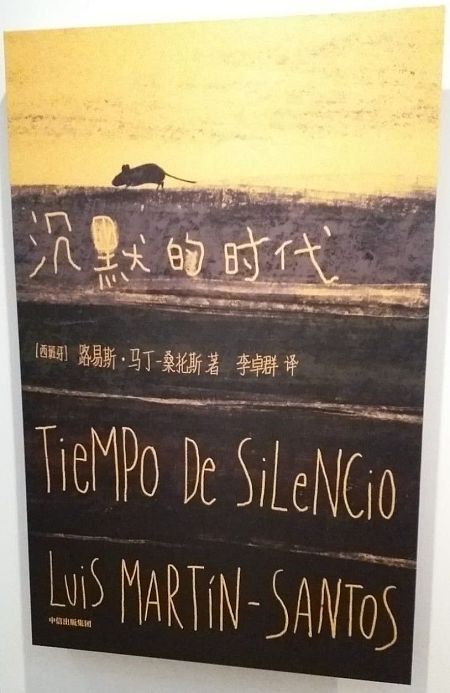 沉默的时代
[西班牙] 路易斯·马丁-桑托斯 著 李卓群 译
TieMPO De SiLeNCio
Luis MARTíN-SANTOS
中信出版集团